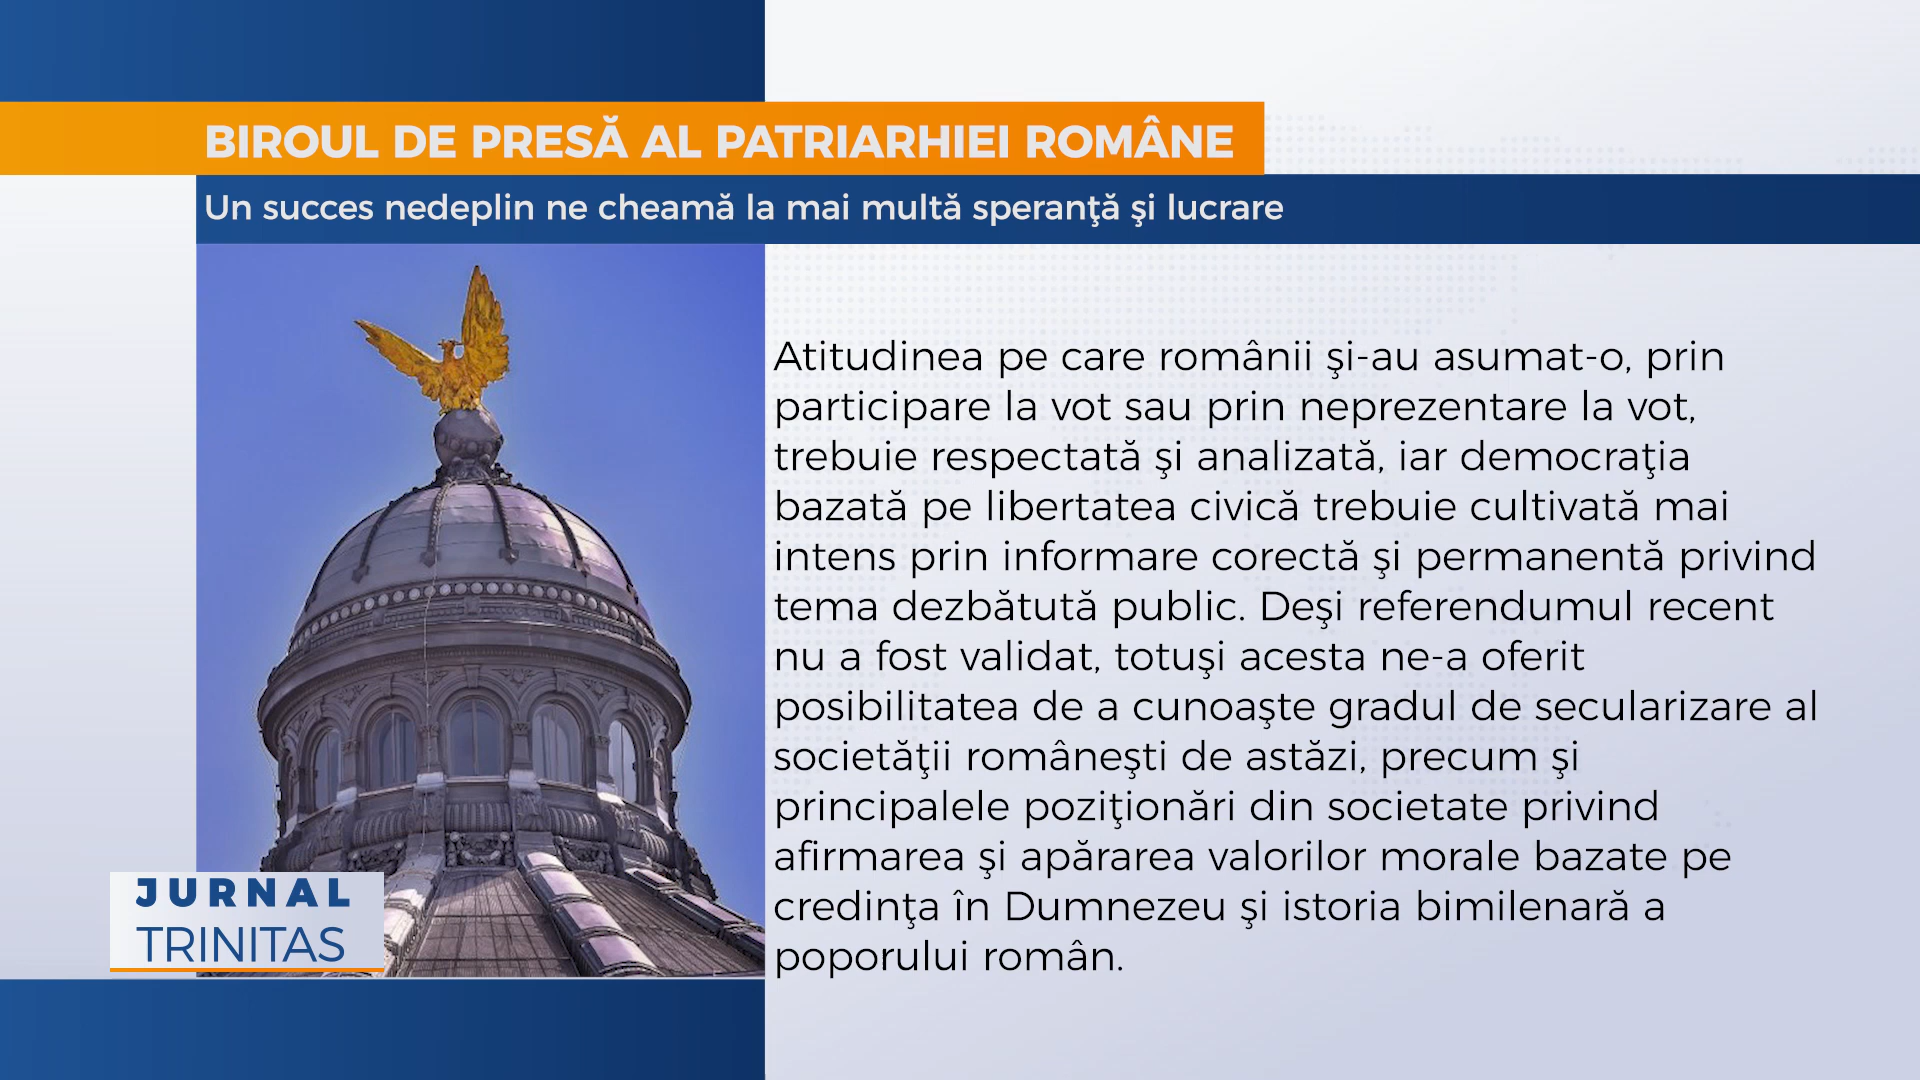 BIROUL DE PRESĂ AL PATRIARHIEI ROMÂNE
Un succes nedeplin ne cheamă la mai multă speranţă şi lucrare
Atitudinea pe care românii şi-au asumat-o, prin
participare la vot sau prin neprezentare la vot,
trebuie respectată şi analizată, iar democraţia
bazată pe libertatea civică trebuie cultivată mai
intens prin informare corectă şi permanentă privind
tema dezbătută public. Deşi referendumul recent
nu a fost validat, totuşi acesta ne-a oferit
posibilitatea de a cunoaşte gradul de secularizare al
societăţii româneşti de astăzi, precum şi
principalele poziţionări din societate privind
afirmarea şi apărarea valorilor morale bazate pe
credinţa în Dumnezeu şi istoria bimilenară a
poporului român.
JURNAL
TRINITAS